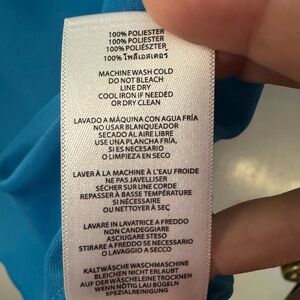 100% POLIESTER
100% POLIESTER
100% POLIÉSZTER
100% โพลีเอสเตอร์
MACHINE WASH COLD
DO NOT BLEACH
LINE DRY
COOL IRON IF NEEDED
OR DRY CLEAN
LAVADO A MÁQUINA CON AGUA FRÍA
NO USAR BLANQUEADOR
SECADO AL AIRE LIBRE
USE UNA PLANCHA FRÍA,
SI ES NECESARIO
O LIMPIEZA EN SECO
LAVER À LA MACHINE À L'EAU FROIDE
NE PAS JAVELLISER
SÉCHER SUR UNE CORDE
REPASSER À BASSE TEMPÉRATURE
SI NÉCESSAIRE
OU NETTOYER À SEC
LAVARE IN LAVATRICE A FREDDO
NON CANDEGGIARE
ASCIUGARE STESO
STIRARE A FREDDO SE NECESSARIO
O LAVAGGIO A SECCO
KALTWÄSCHE WASCHMASCHINE
BLEICHEN NICHT ERLAUBT
AUF DER WÄSCHELEINE TROCKNEN
KALT BÜGELN WENN NÖTIG
SPEZIALREINIGUNG